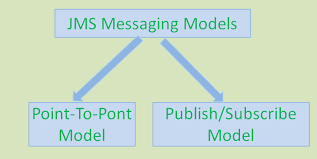 JMS Messaging Models
Point-To-Pont
Model
Publish/Subscribe
Model